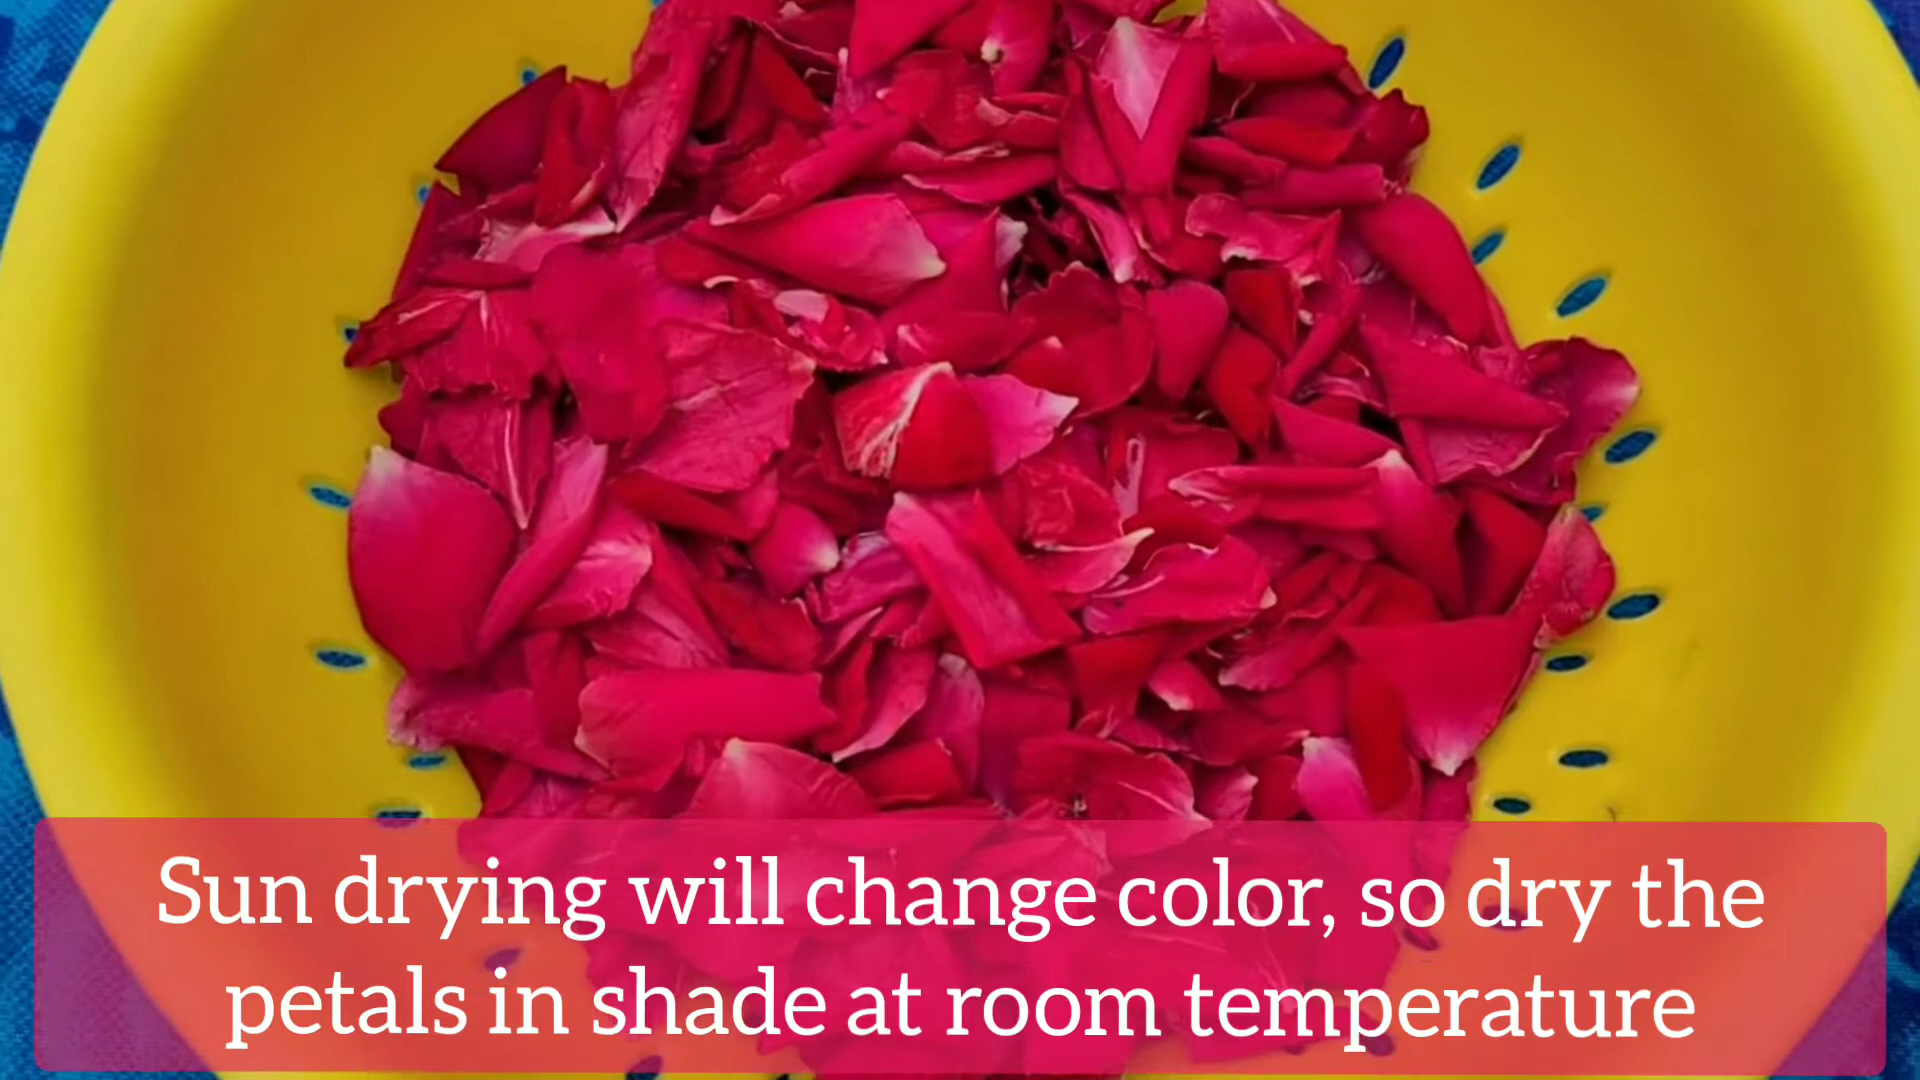 Sun drying will change color, so dry the
petals in shade at room temperature